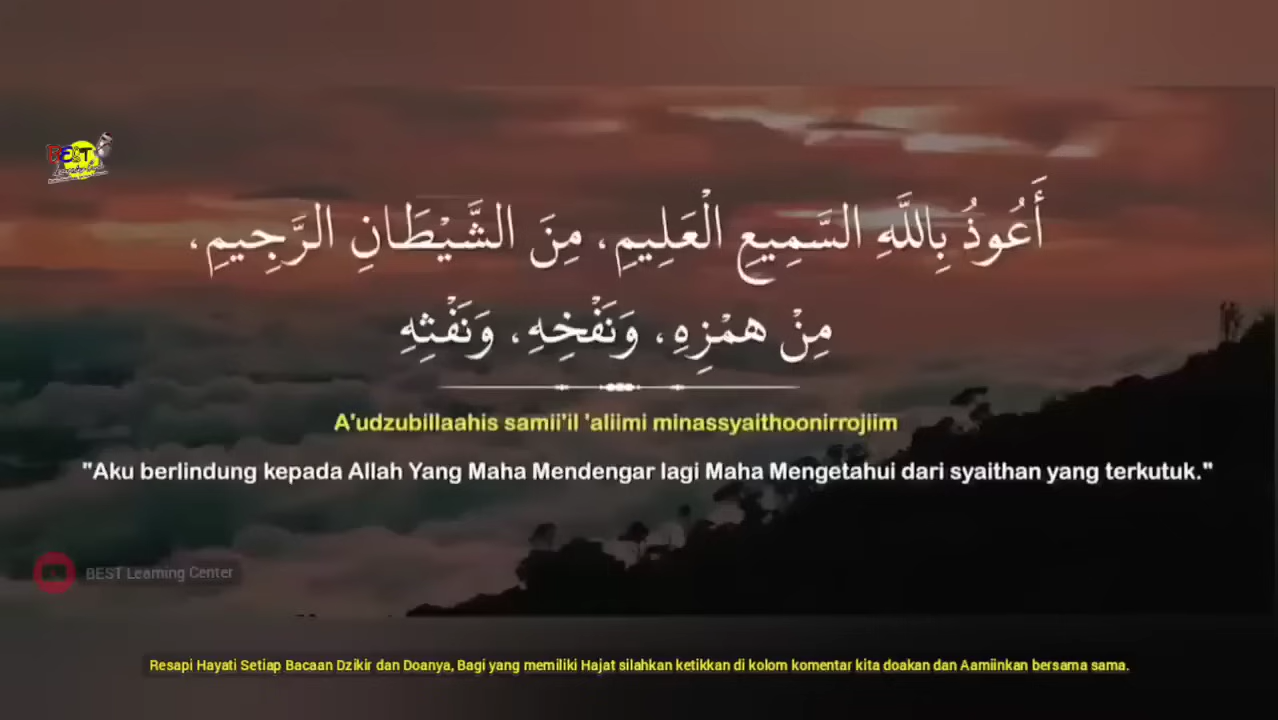 BEST
أَعُوذُ بِاللَّهِ السَّمِيعِ الْعَلِيمِ، مِنَ الشَّيْطَانِ الرَّجِيمِ،
مِنْ هَمْزِهِ، وَنَفْخِهِ، وَنَفْثِهِ
A'udzubillaahis samii'il 'aliimi minassyaithoonirrojiim
"Aku berlindung kepada Allah Yang Maha Mendengar lagi Maha Mengetahui dari syaithan yang terkutuk."
BEST Learning Center
Resapi Hayati Setiap Bacaan Dzikir dan Doanya, Bagi yang memiliki Hajat silahkan ketikkan di kolom komentar kita doakan dan Aamiinkan bersama sama.